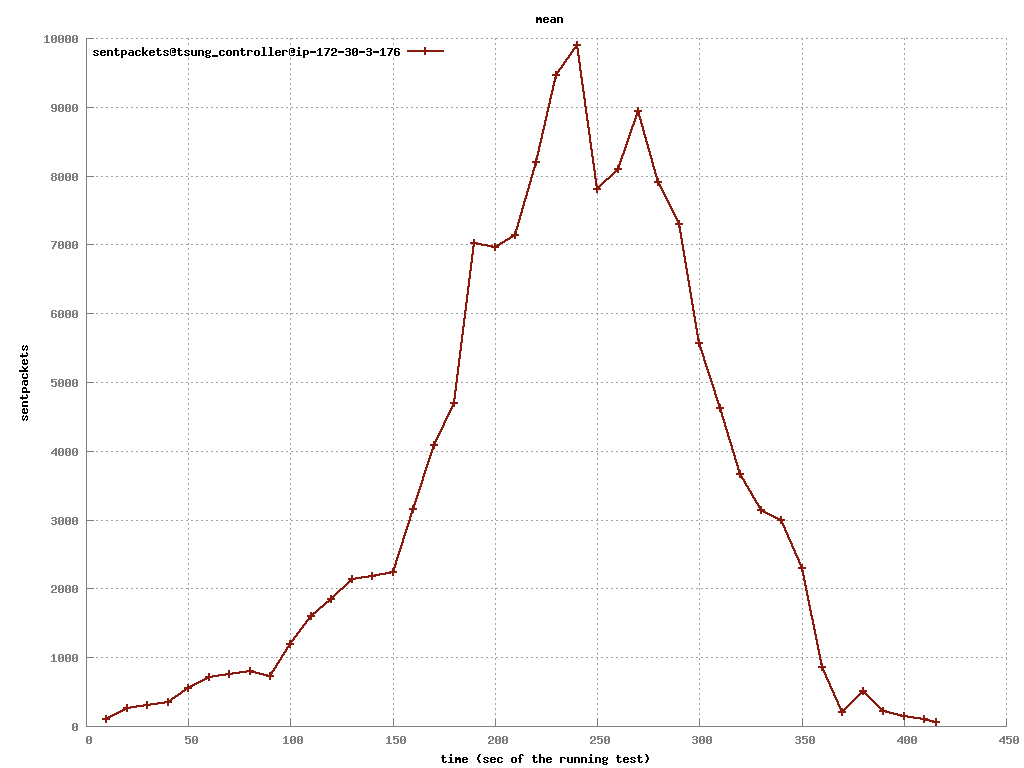 mean
sentpackets@tsung_controller@ip-172-30-3-176
10000
9000
8000
7000
6000
5000
4000
3000
2000
1000
0
sentpackets
0 50 100 150 200 250 300 350 400 450
time (sec of the running test)